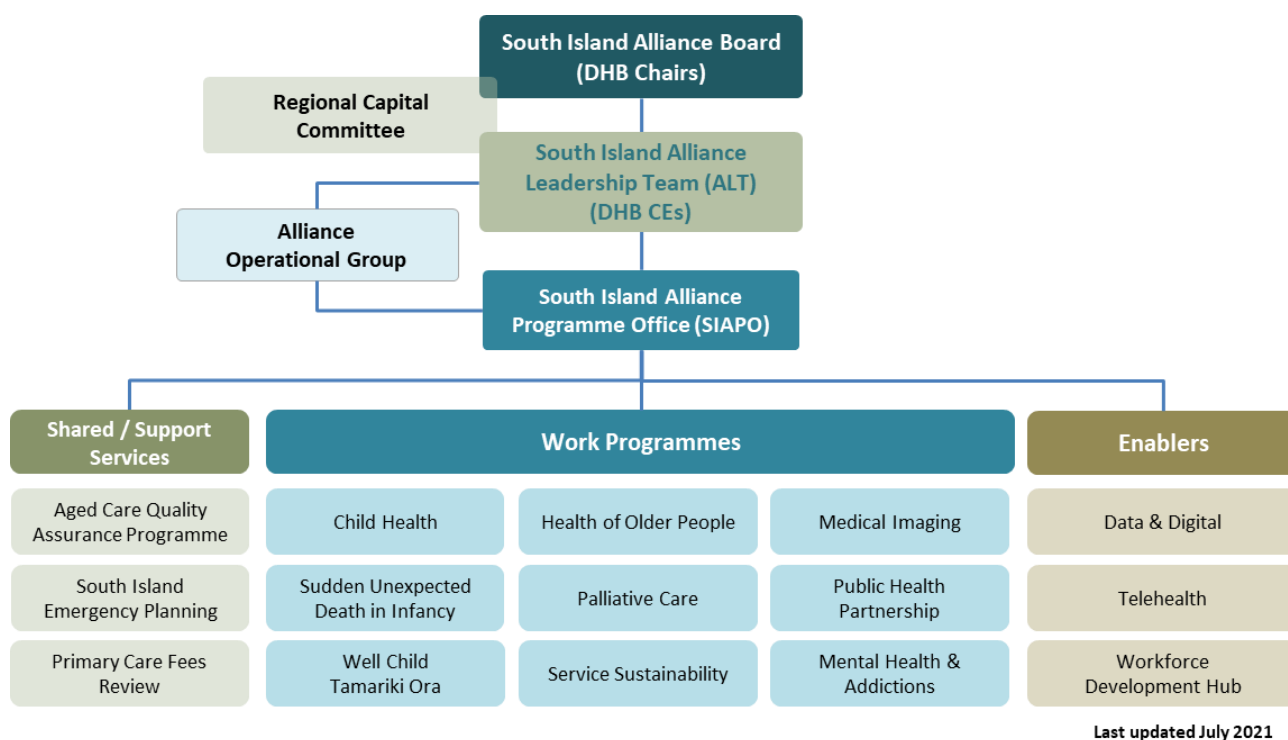 South Island Alliance Board
(DHB Chairs)
Regional Capital
Committee
South Island Alliance
Leadership Team (ALT)
(DHB CEs)
Alliance
Operational Group
South Island Alliance
Programme Office (SIAPO)
Shared / Support
Services
Work Programmes
Enablers
Aged Care Quality
Assurance Programme
Child Health
Health of Older People
Medical Imaging
Data & Digital
South Island
Emergency Planning
Sudden Unexpected
Death in Infancy
Palliative Care
Public Health
Partnership
Telehealth
Primary Care Fees
Review
Well Child
Tamariki Ora
Service Sustainability
Mental Health &
Addictions
Workforce
Development Hub
Last updated July 2021